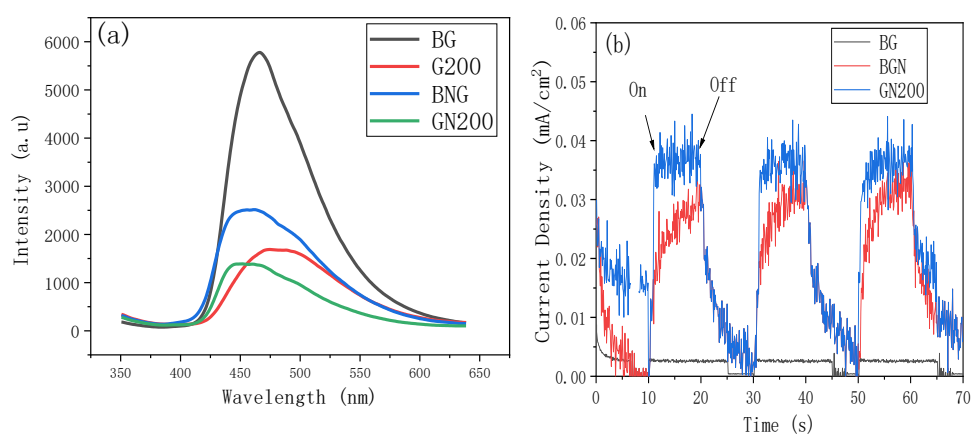 (a)
BG
G200
BNG
GN200
Intensity (a.u)
6000
5000
4000
3000
2000
1000
0
350
400
450
500
550
600
650
Wavelength (nm)
(b)
BG
BGN
GN200
On
Off
Current Density (mA/cm²)
0.06
0.05
0.04
0.03
0.02
0.01
0.00
0
10
20
30
40
50
60
70
Time (s)